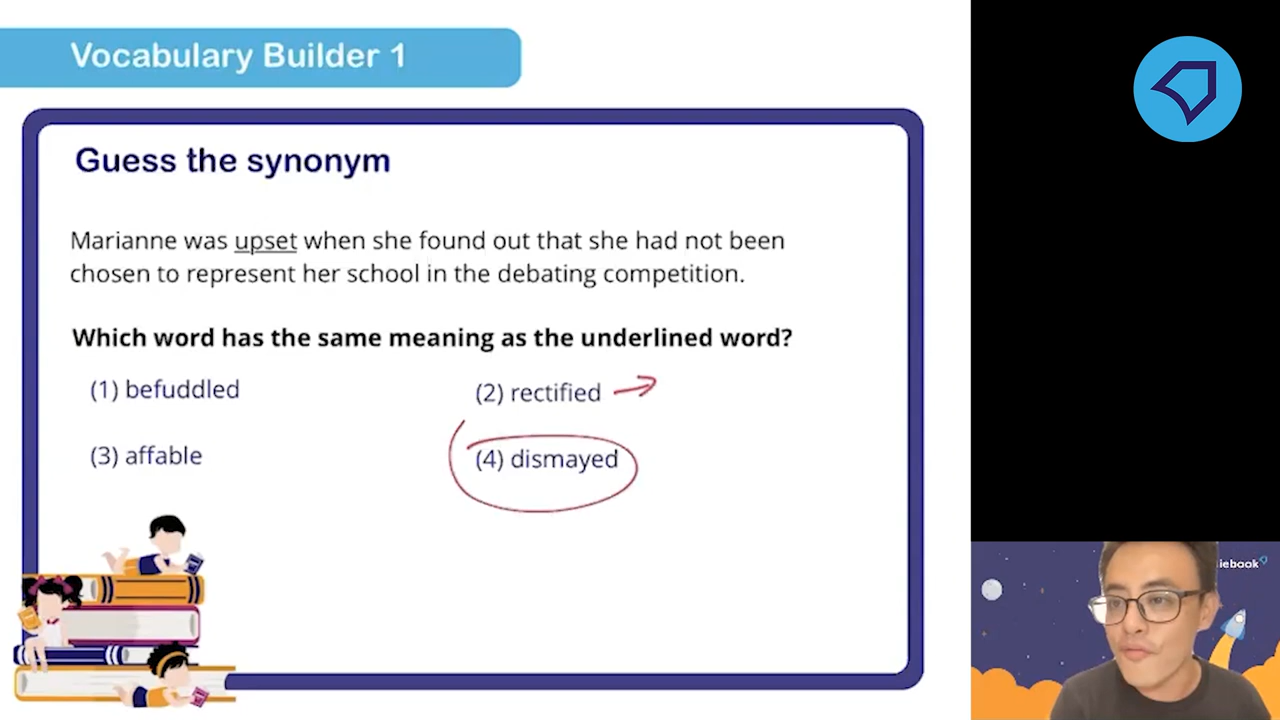 Vocabulary Builder 1
Guess the synonym
Marianne was upset when she found out that she had not been
chosen to represent her school in the debating competition.
Which word has the same meaning as the underlined word?
(1) befuddled
(2) rectified
(3) affable
(4) dismayed